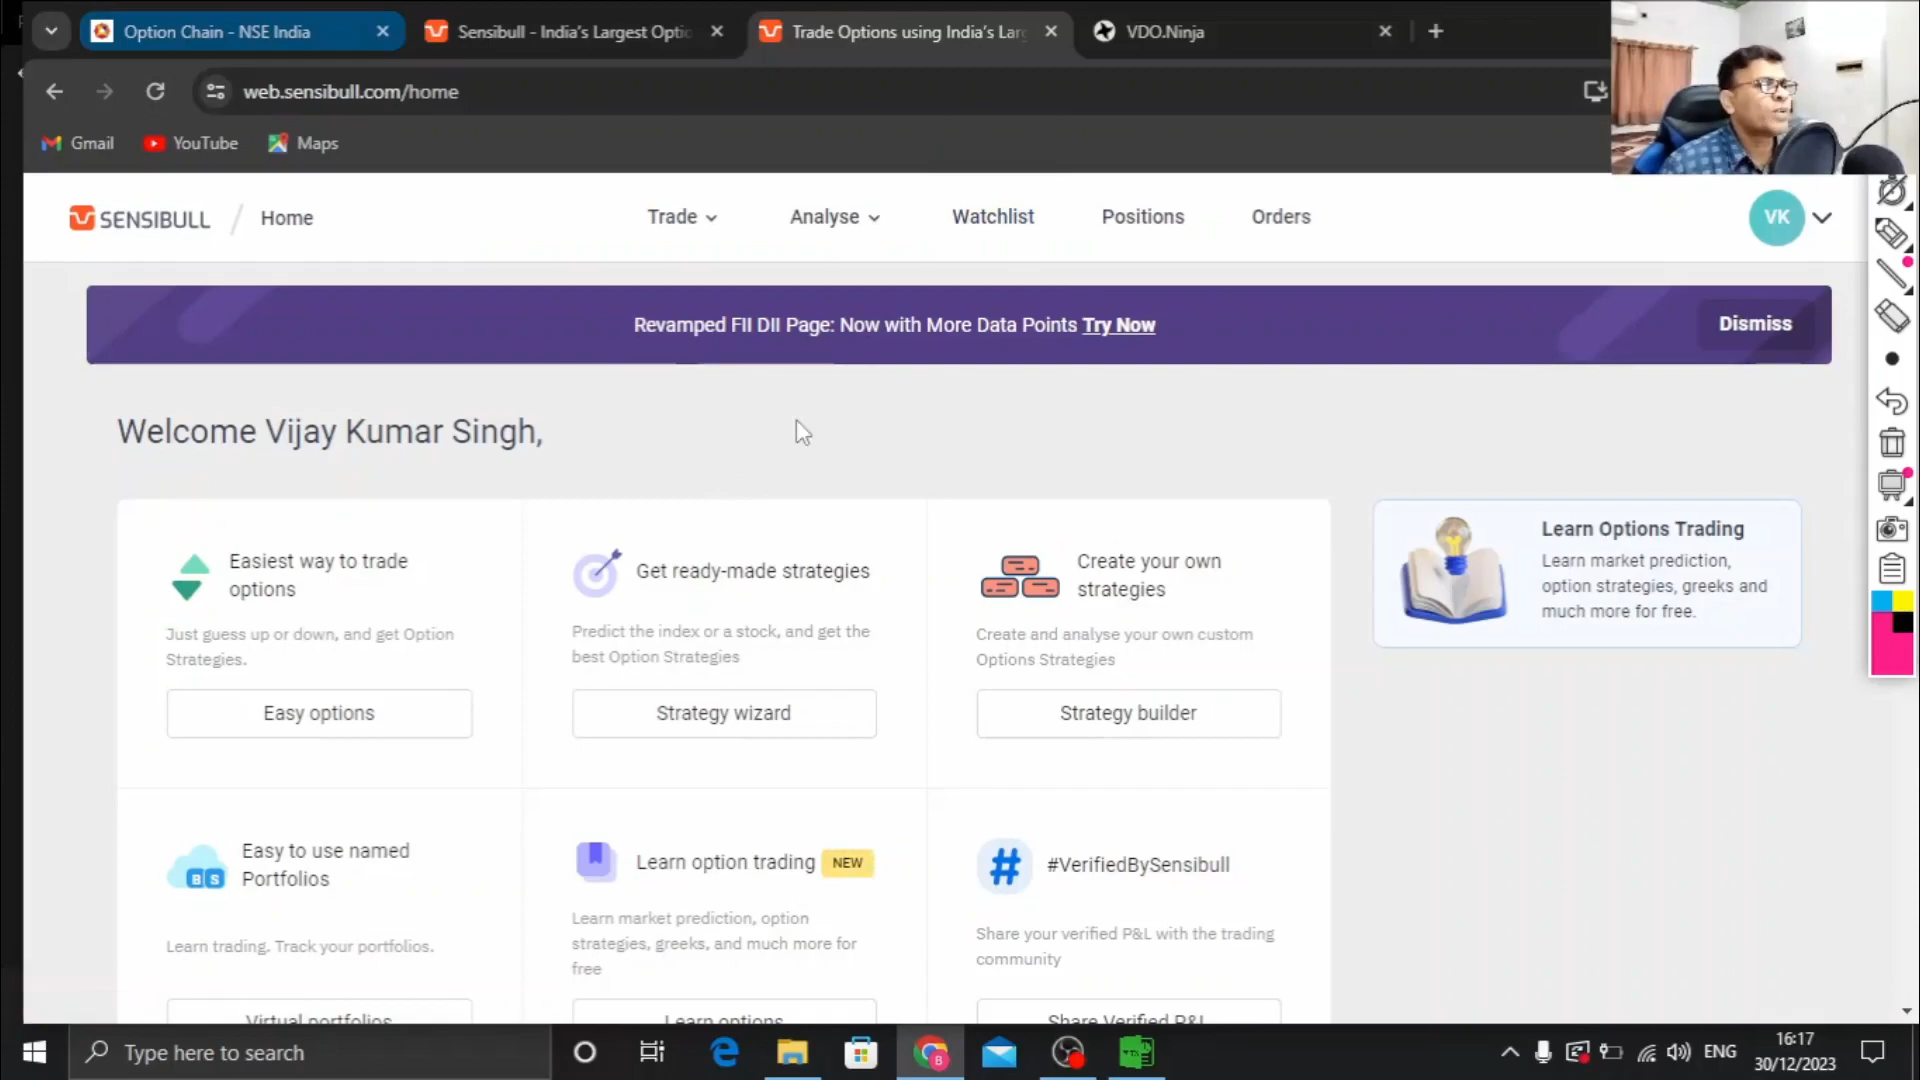 Option Chain - NSE India
Sensibull - India's Largest Optio
Trade Options using India's Lar
VDO.Ninja
web.sensibull.com/home
Gmail
YouTube
Maps
SENSIBULL / Home
Trade
Analyse
Watchlist
Positions
Orders
VK
Revamped FII DII Page: Now with More Data Points Try Now
Dismiss
Welcome Vijay Kumar Singh,
Easiest way to trade
options
Just guess up or down, and get Option
Strategies.
Easy options
Get ready-made strategies
Predict the index or a stock, and get the
best Option Strategies
Strategy wizard
Create your own
strategies
Create and analyse your own custom
Options Strategies
Strategy builder
Learn Options Trading
Learn market prediction,
option strategies, greeks and
much more for free.
B S
Easy to use named
Portfolios
Learn trading. Track your portfolios.
Virtual portfolios
Learn option trading NEW
Learn market prediction, option
strategies, greeks, and much more for
free
Learn options
#VerifiedBySensibull
Share your verified P&L with the trading
community
Share Verified P&L
Type here to search
ENG
16:17
30/12/2023